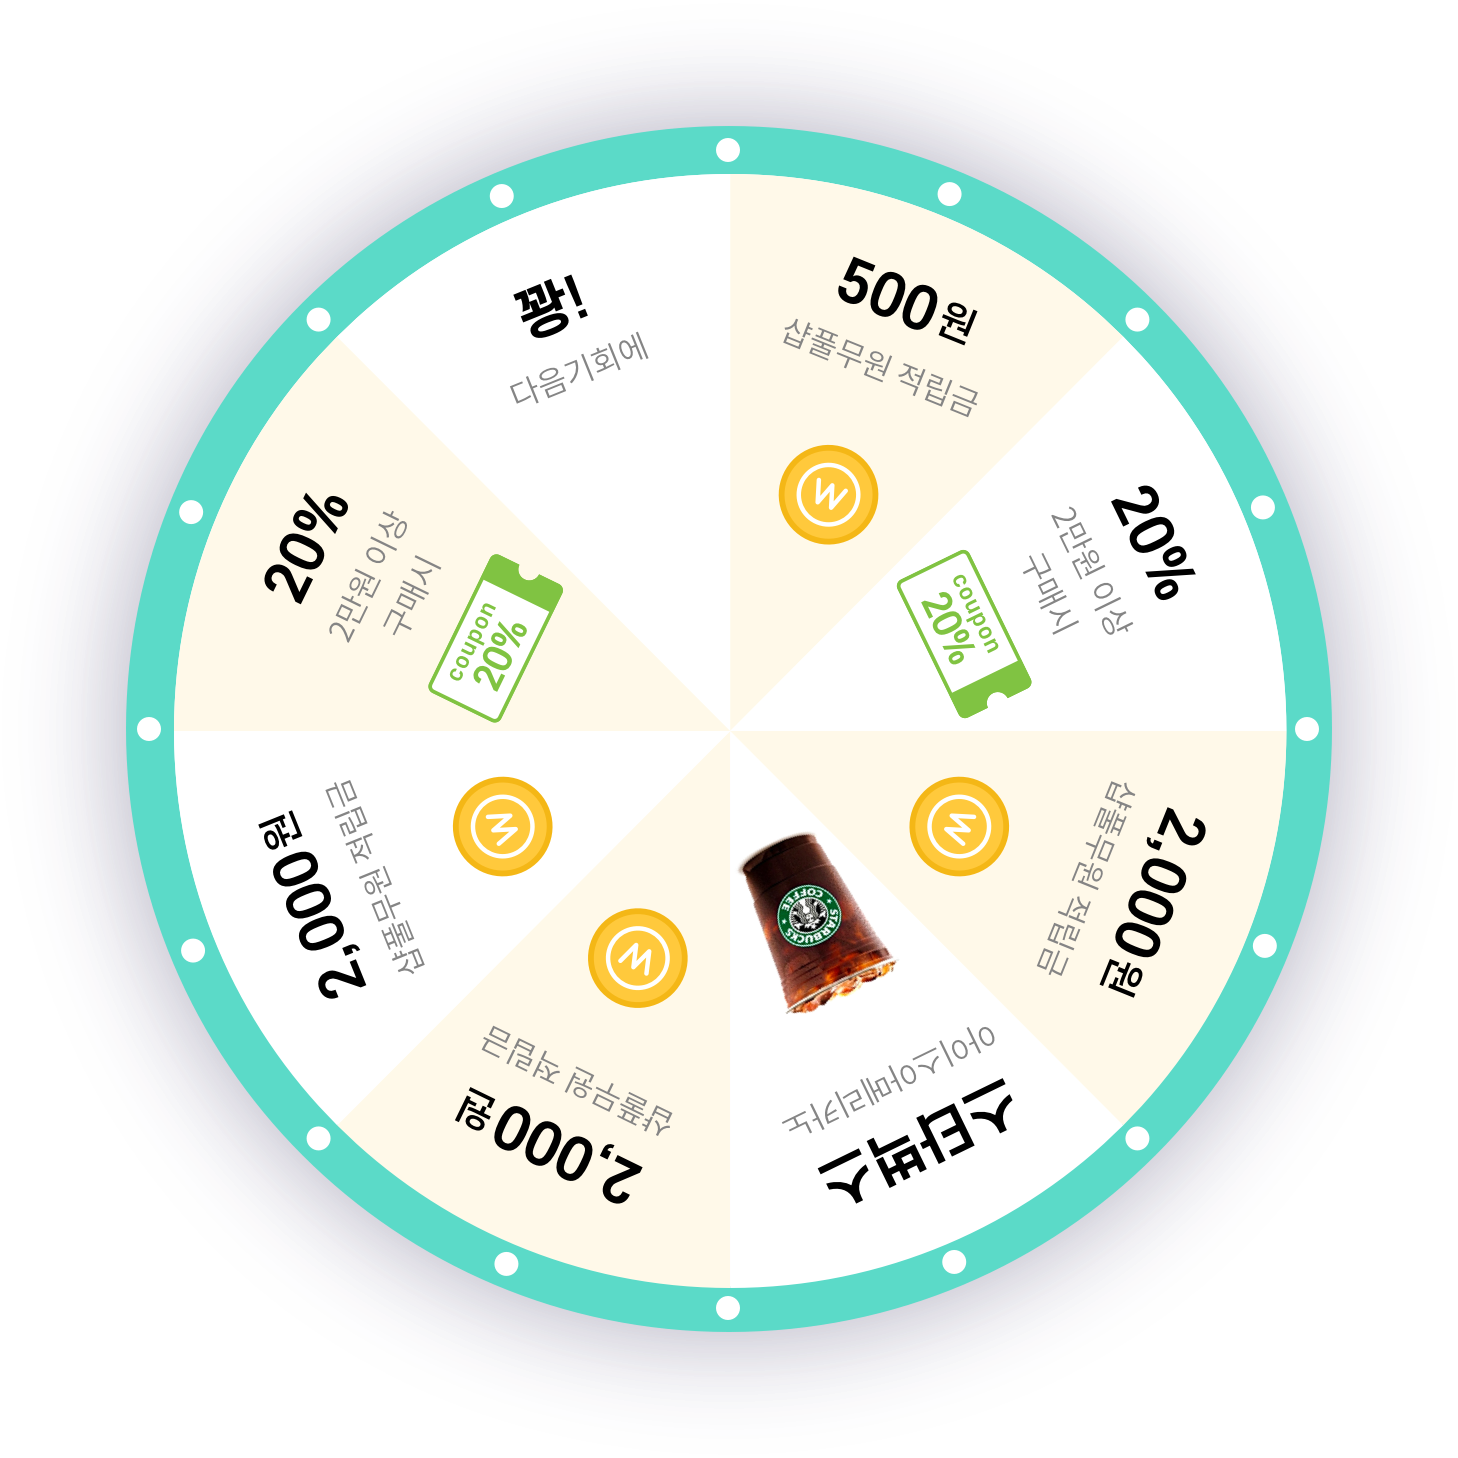 500원
샵풀무원 적립금
W
20%
2만원 이상
구매시
coupon
20%
2,000원
샵풀무원 적립금
W
스타벅스
아이스아메리카노
STARBUCKS
COFFEE
2,000원
샵풀무원 적립금
W
2,000원
샵풀무원 적립금
W
20%
2만원 이상
구매시
coupon
20%
꽝!
다음기회에